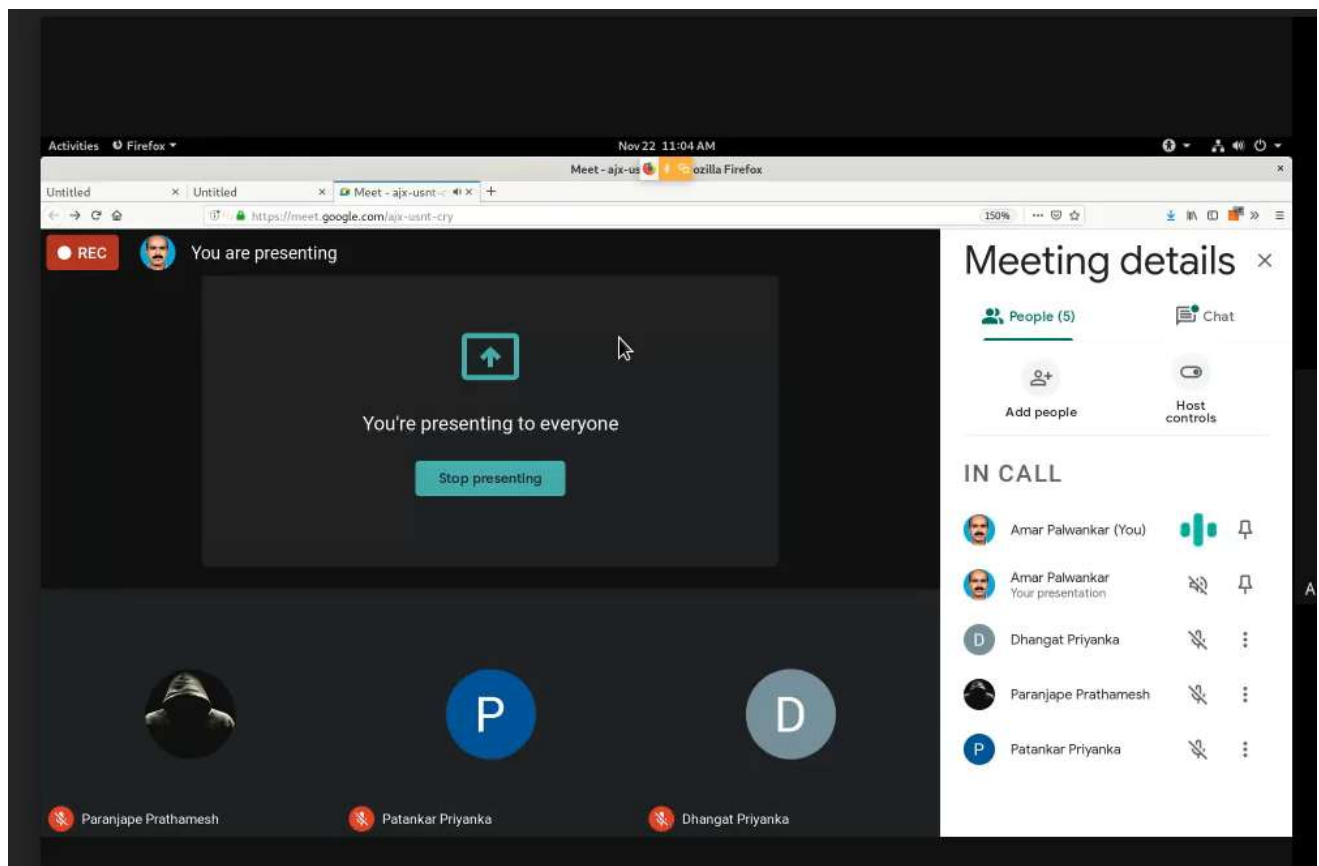 Activities Firefox
Nov 22 11:04 AM
Meet - ajx-us ozilla Firefox
Untitled
Untitled
Meet - ajx-usnt-c
https://meet.google.com/ajx-usnt-cry
150%
REC
You are presenting
You're presenting to everyone
Stop presenting
Paranjape Prathamesh
P
Patankar Priyanka
D
Dhangat Priyanka
Meeting details
People (5)
Chat
Add people
Host
controls
IN CALL
Amar Palwankar (You)
Amar Palwankar
Your presentation
D Dhangat Priyanka
Paranjape Prathamesh
P Patankar Priyanka
A